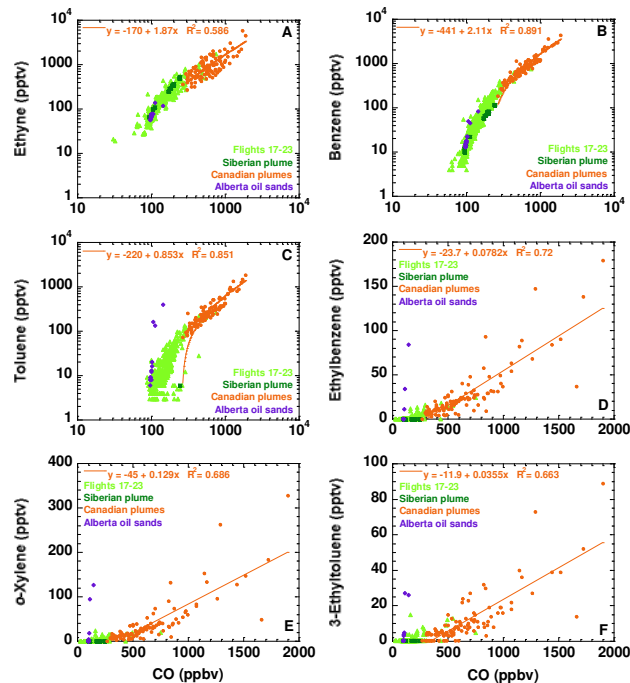 y = -170 + 1.87x R²= 0.586
A
10⁴
1000
100
10
1
Ethyne (pptv)
Flights 17-23
Siberian plume
Canadian plumes
Alberta oil sands
10 100 1000 10⁴
y = -441 + 2.11x R²= 0.891
B
10⁴
1000
100
10
1
Benzene (pptv)
Flights 17-23
Siberian plume
Canadian plumes
Alberta oil sands
10 100 1000 10⁴
y = -220 + 0.853x R²= 0.851
C
10⁴
1000
100
10
1
Toluene (pptv)
Flights 17-23
Siberian plume
Canadian plumes
Alberta oil sands
10 100 1000 10⁴
y = -23.7 + 0.0782x R²= 0.72
Flights 17-23
Siberian plume
Canadian plumes
Alberta oil sands
200
150
100
50
0
Ethylbenzene (pptv)
D
0 500 1000 1500 2000
y = -45 + 0.129x R²= 0.686
Flights 17-23
Siberian plume
Canadian plumes
Alberta oil sands
400
300
200
100
0
o-Xylene (pptv)
E
0 500 1000 1500 2000
CO (ppbv)
y = -11.9 + 0.0355x R²= 0.663
Flights 17-23
Siberian plume
Canadian plumes
Alberta oil sands
100
80
60
40
20
0
3-Ethyltoluene (pptv)
F
0 500 1000 1500 2000
CO (ppbv)